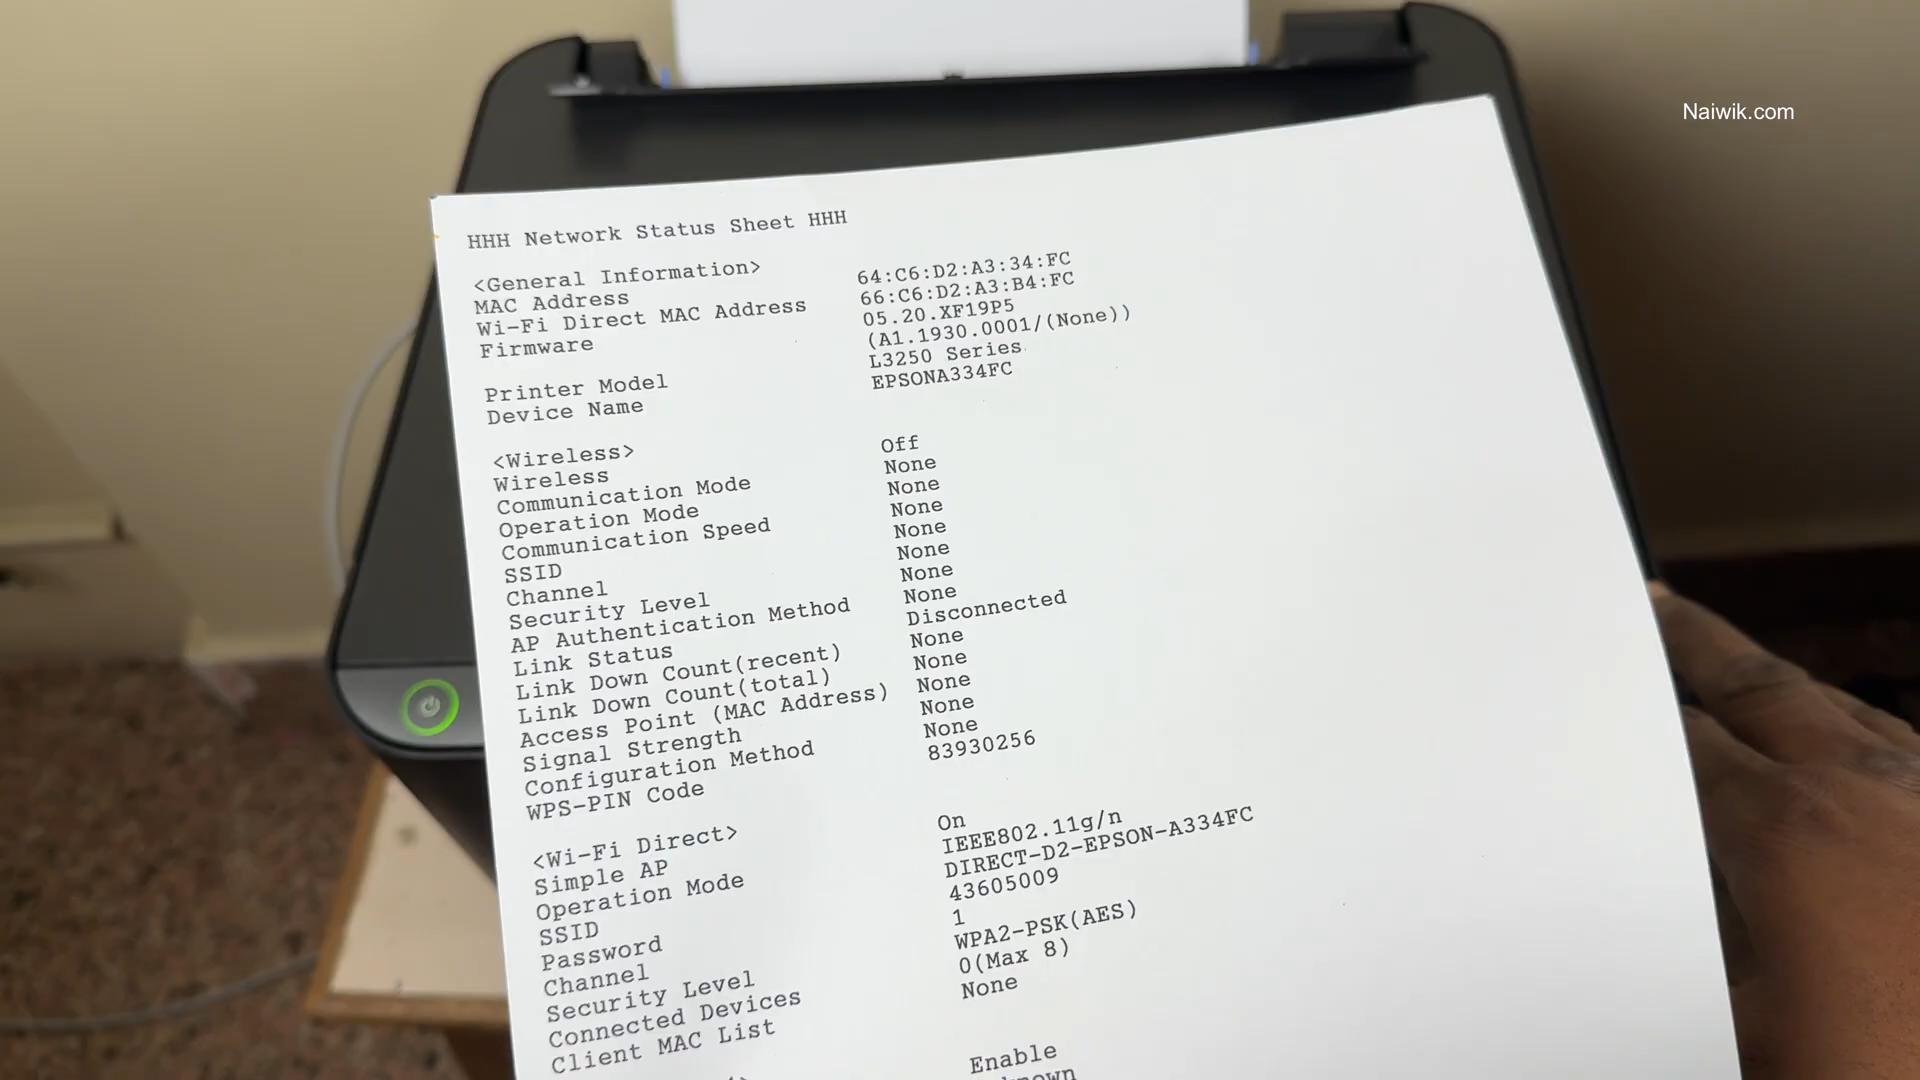 Naiwik.com
HHH Network Status Sheet HHH
<General Information>
MAC Address 64:C6:D2:A3:34:FC
Wi-Fi Direct MAC Address 66:C6:D2:A3:B4:FC
Firmware 05.20.XF19P5
(A1.1930.0001/(None))
Printer Model L3250 Series
Device Name EPSONA334FC
<Wireless>
Wireless Off
Communication Mode None
Operation Mode None
Communication Speed None
SSID None
Channel None
Security Level None
AP Authentication Method None
Link Status Disconnected
Link Down Count(recent) None
Link Down Count(total) None
Access Point (MAC Address) None
Signal Strength None
Configuration Method None
WPS-PIN Code 83930256
<Wi-Fi Direct>
Simple AP On
Operation Mode IEEE802.11g/n
SSID DIRECT-D2-EPSON-A334FC
Password 43605009
Channel 1
Security Level WPA2-PSK(AES)
Connected Devices 0(Max 8)
Client MAC List None
Enable